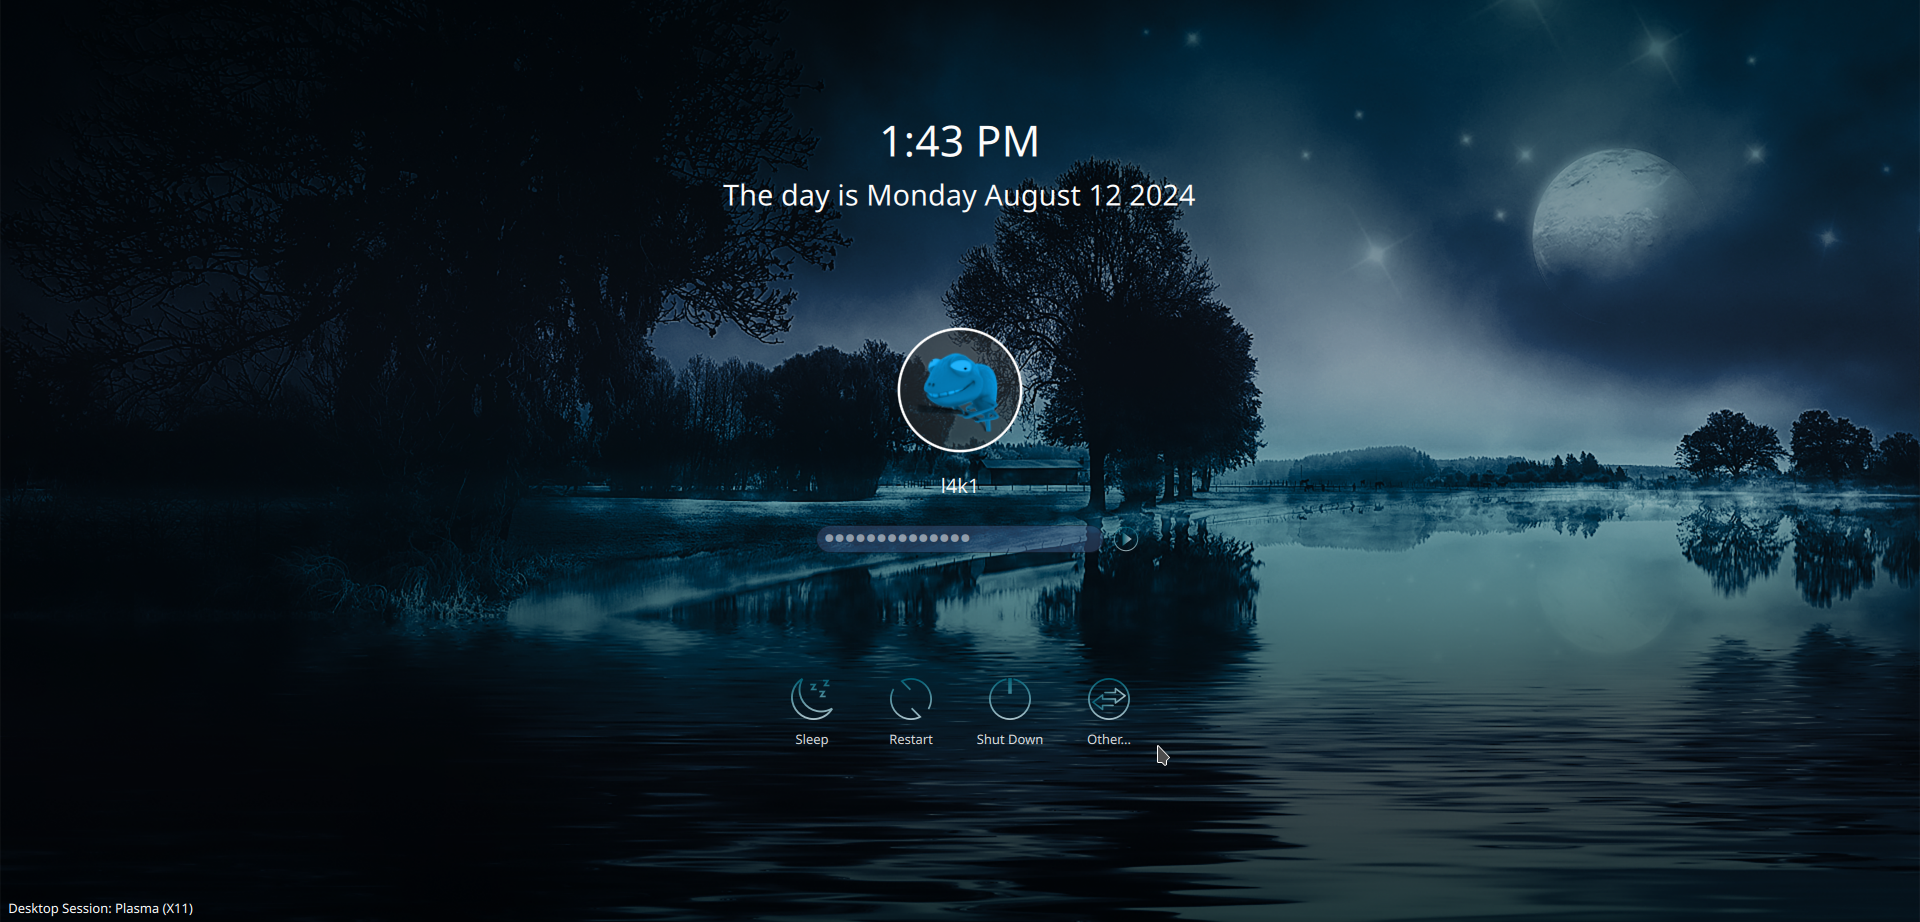 1:43 PM
The day is Monday August 12 2024
l4k1
Sleep
Restart
Shut Down
Other...
Desktop Session: Plasma (X11)